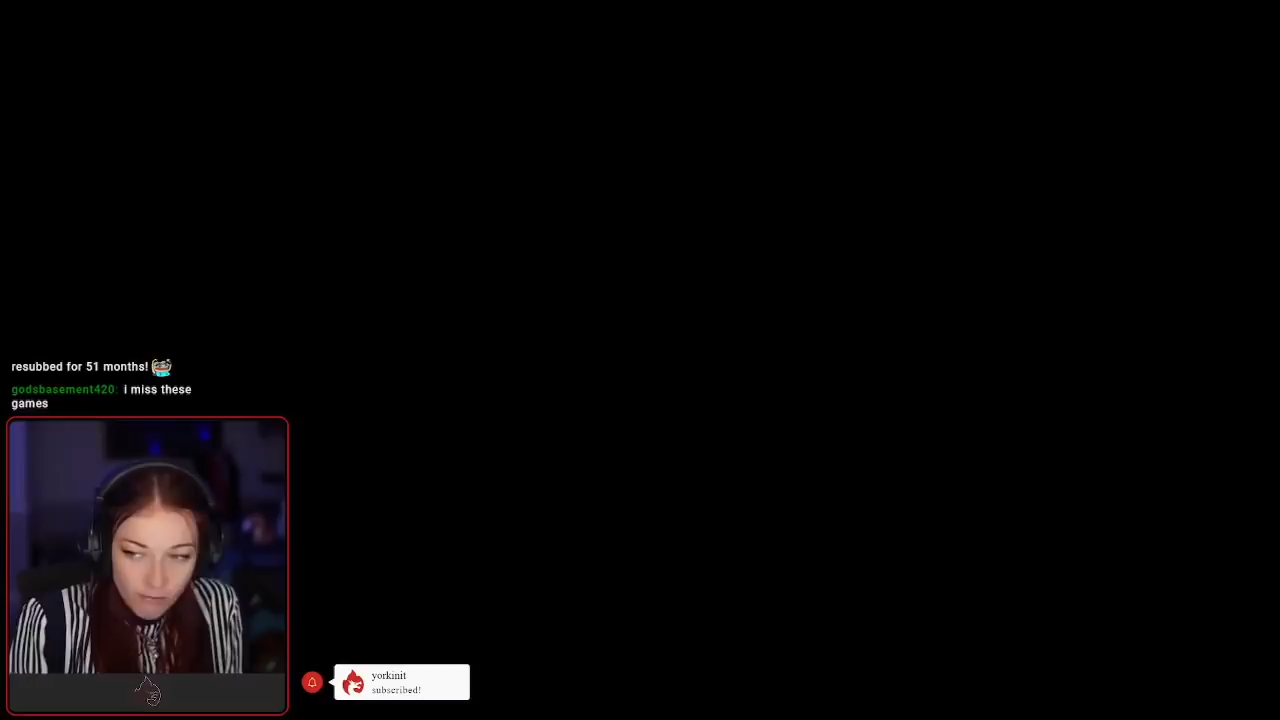 resubbed for 51 months!
godsbasement420: i miss these
games
yorkinit
subscribed!